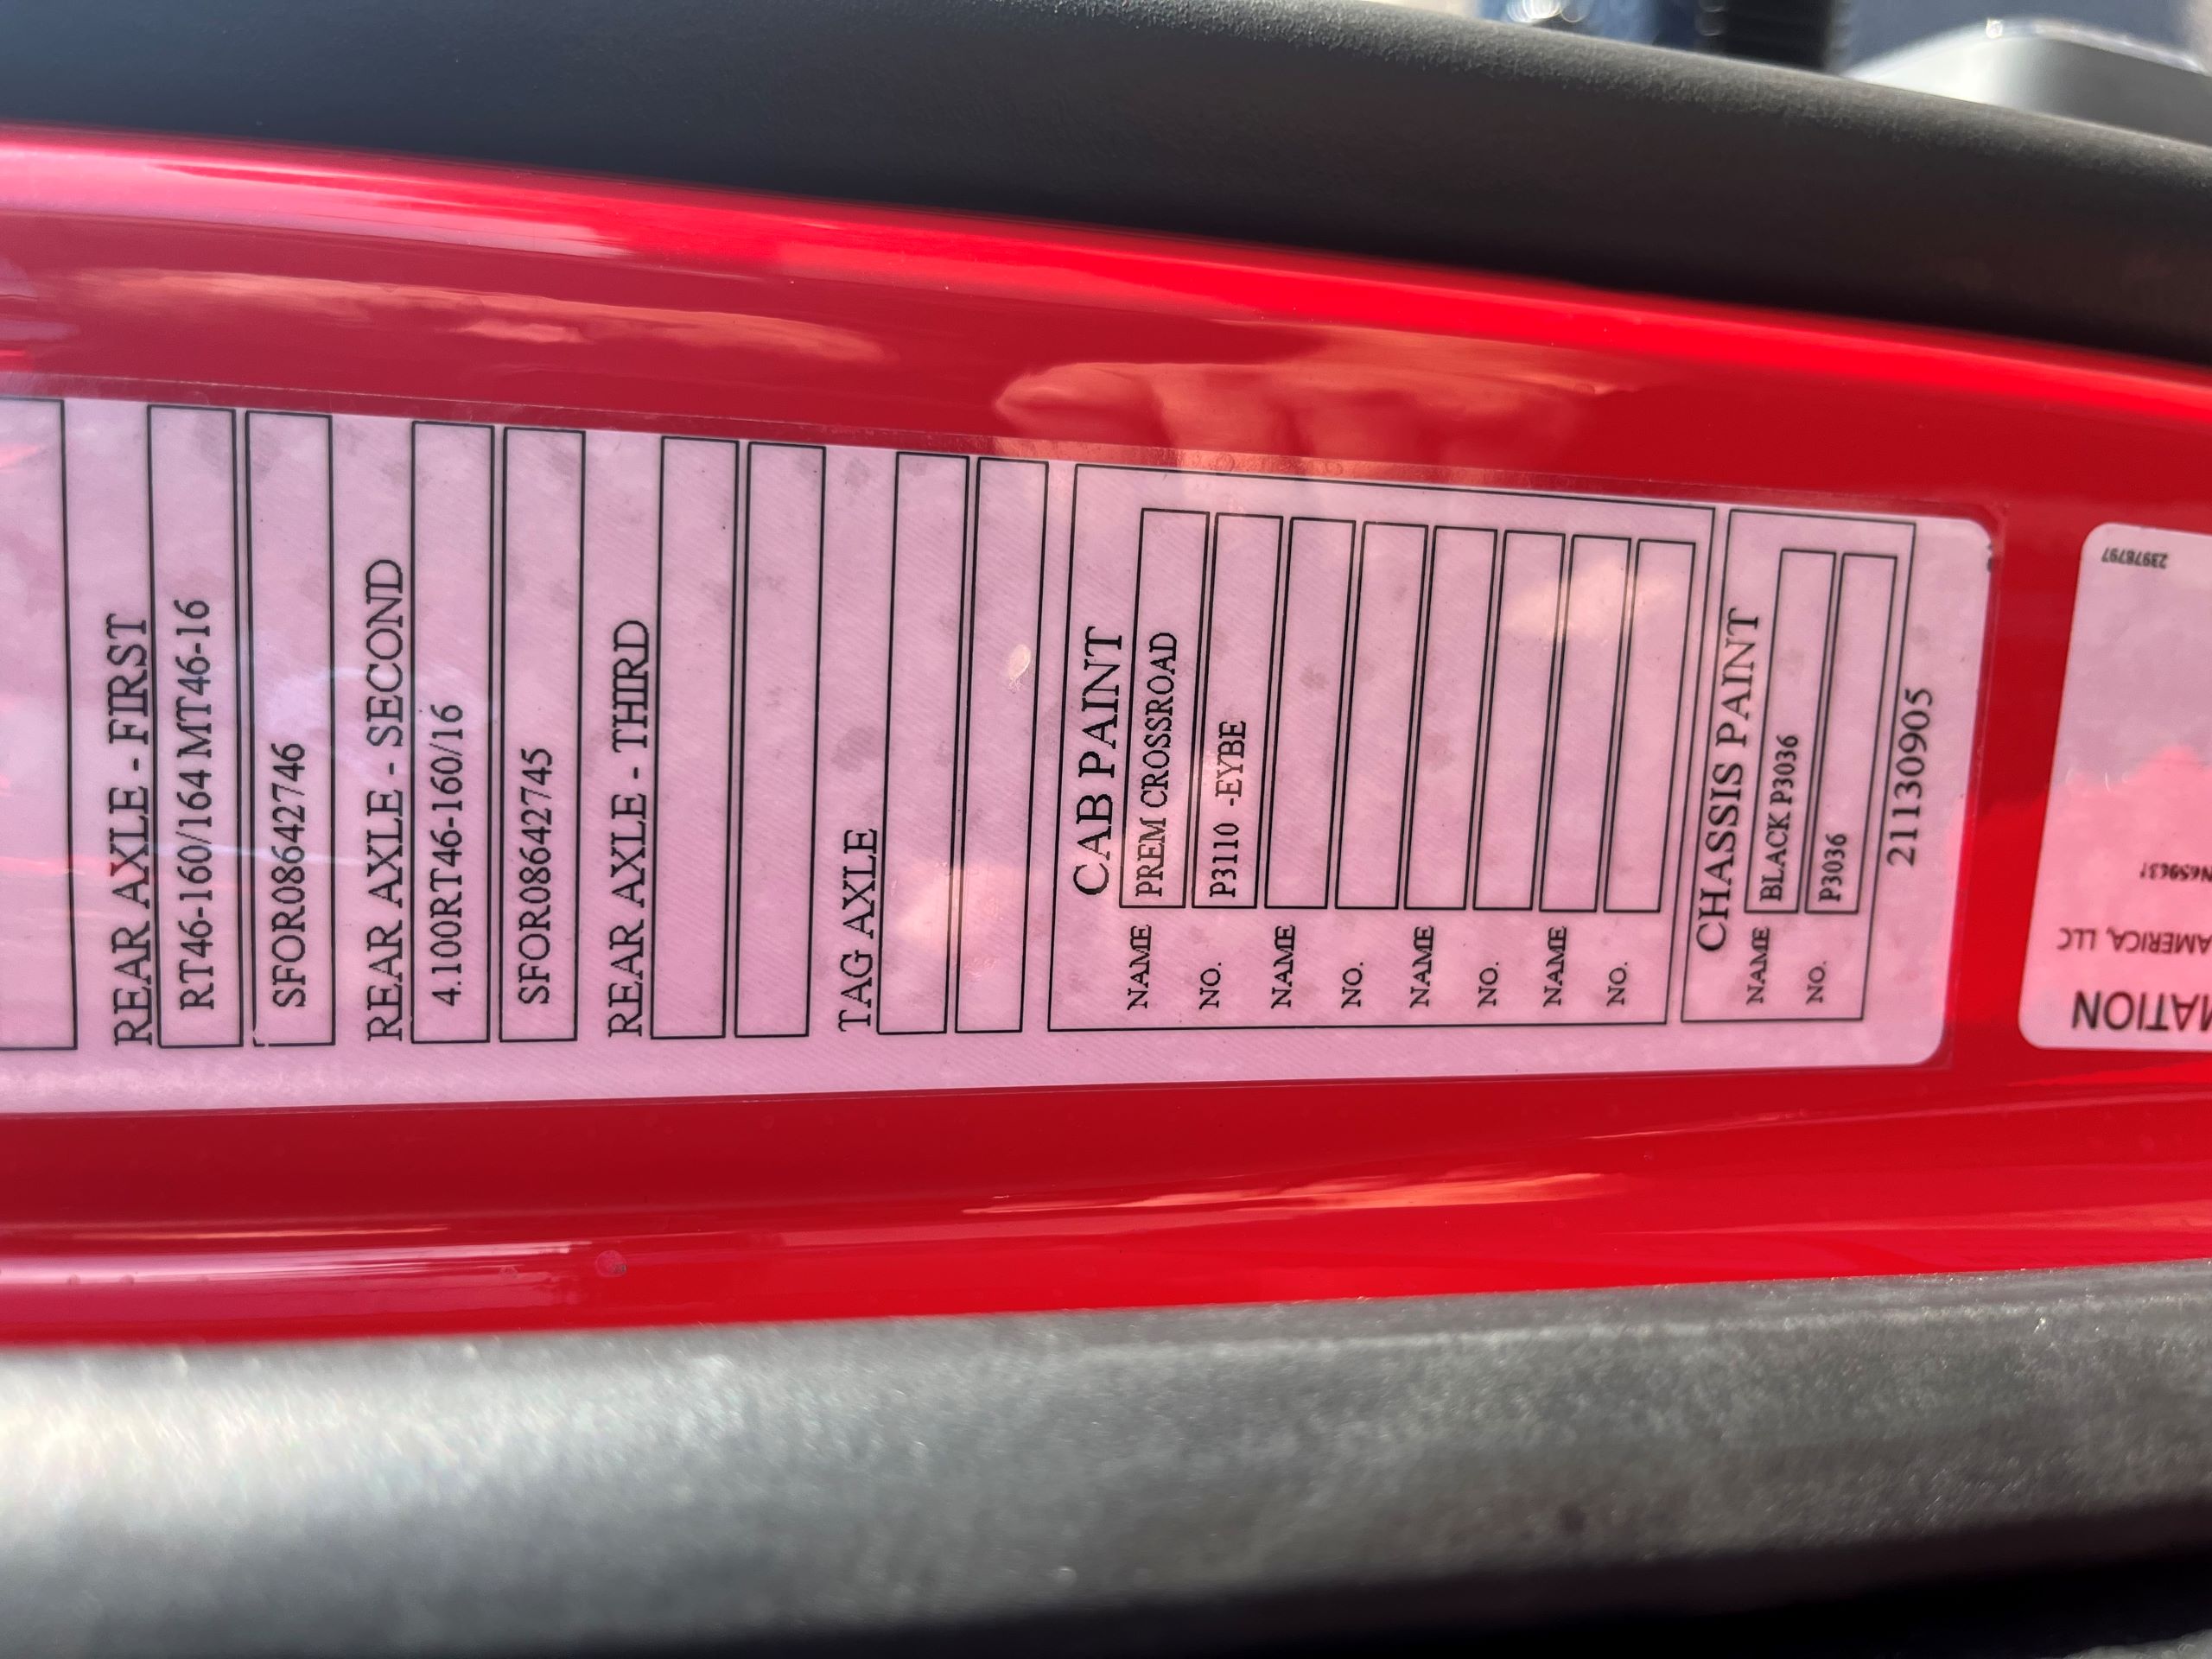 REAR AXLE - FIRST
RT46-160/164 MT46-16
SFOR08642746
REAR AXLE - SECOND
4.100RT46-160/16
SFOR08642745
REAR AXLE - THIRD
TAG AXLE
CAB PAINT
NAME PREM CROSSROAD
NO. P3110 -EYBE
NAME
NO.
NAME
NO.
NAME
NO.
CHASSIS PAINT
NAME BLACK P3036
NO. P3036
21130905
23978797
AMERICA, LLC
MATION